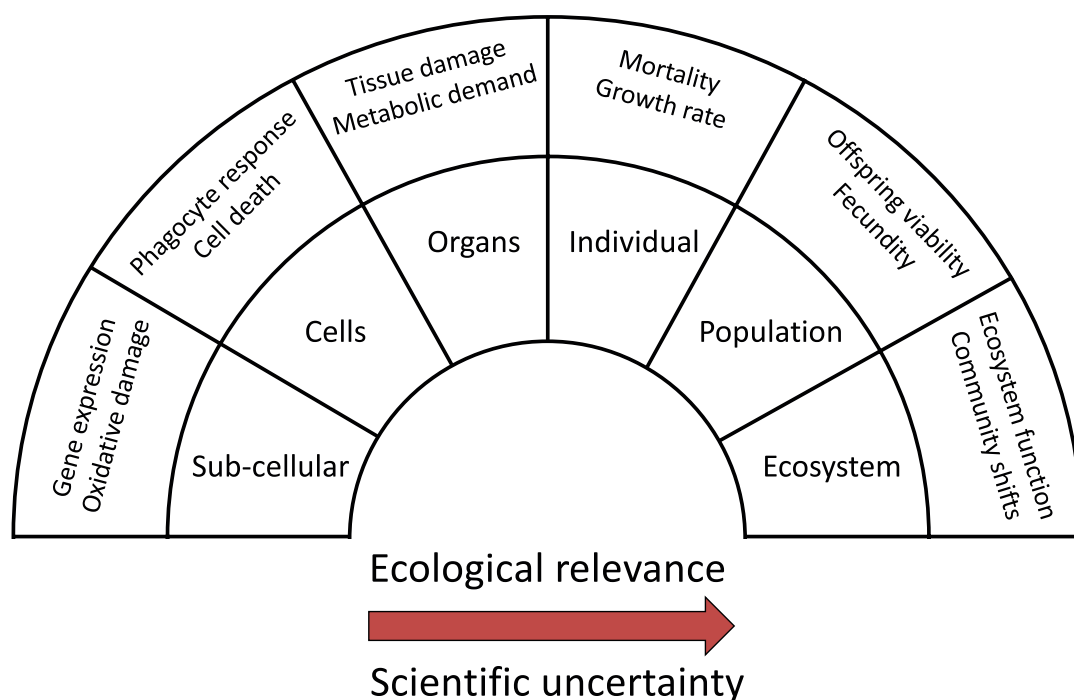 Gene expression
Oxidative damage
Sub-cellular
Phagocyte response
Cell death
Cells
Tissue damage
Metabolic demand
Organs
Mortality
Growth rate
Individual
Offspring viability
Fecundity
Population
Ecosystem function
Community shifts
Ecosystem
Ecological relevance
Scientific uncertainty